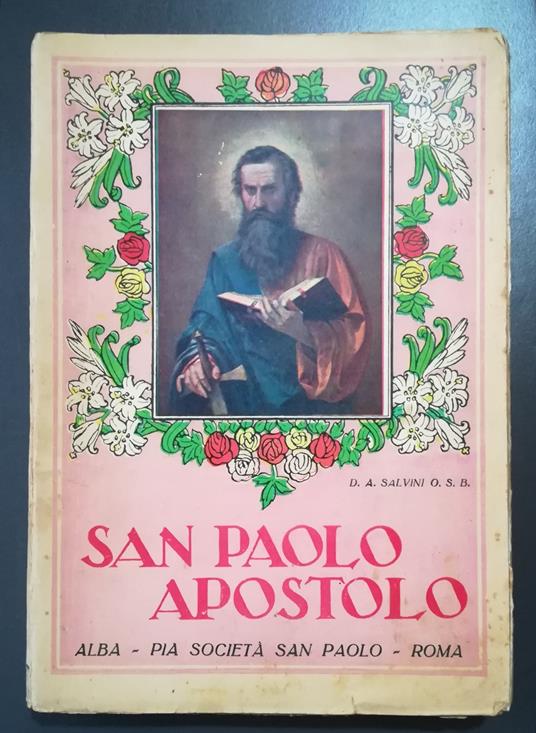 D. A. SALVINI O. S. B.
SAN PAOLO
APOSTOLO
ALBA - PIA SOCIETÀ SAN PAOLO - ROMA